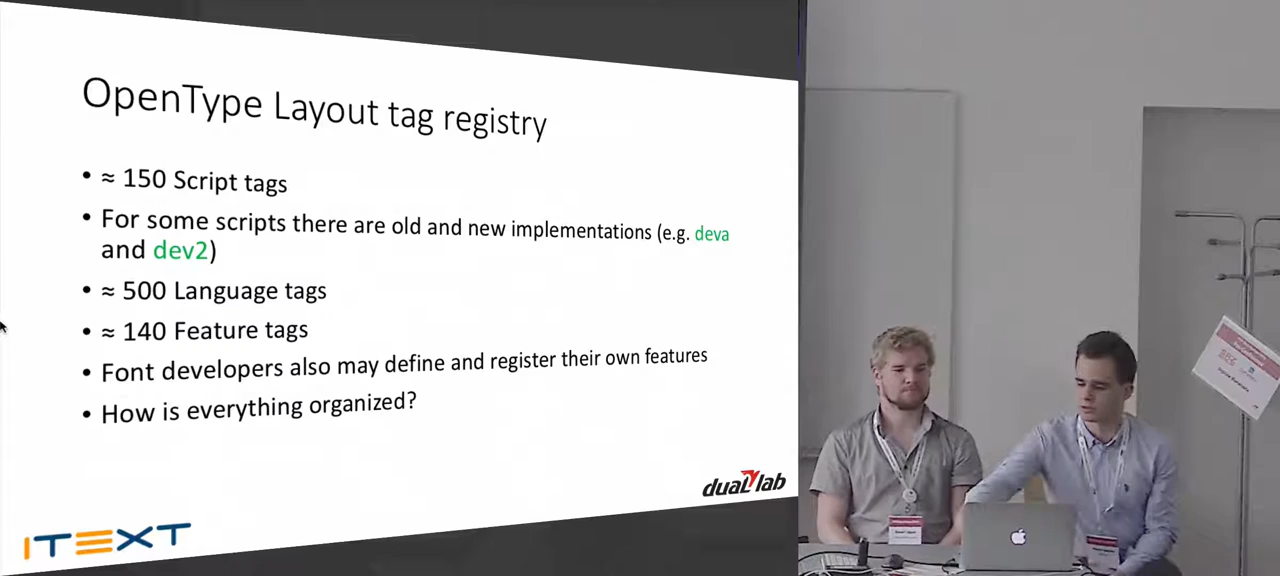 OpenType Layout tag registry
• ≈ 150 Script tags
• For some scripts there are old and new implementations (e.g. deva
and dev2)
• ≈ 500 Language tags
• ≈ 140 Feature tags
• Font developers also may define and register their own features
• How is everything organized?
dual lab
ITEXT